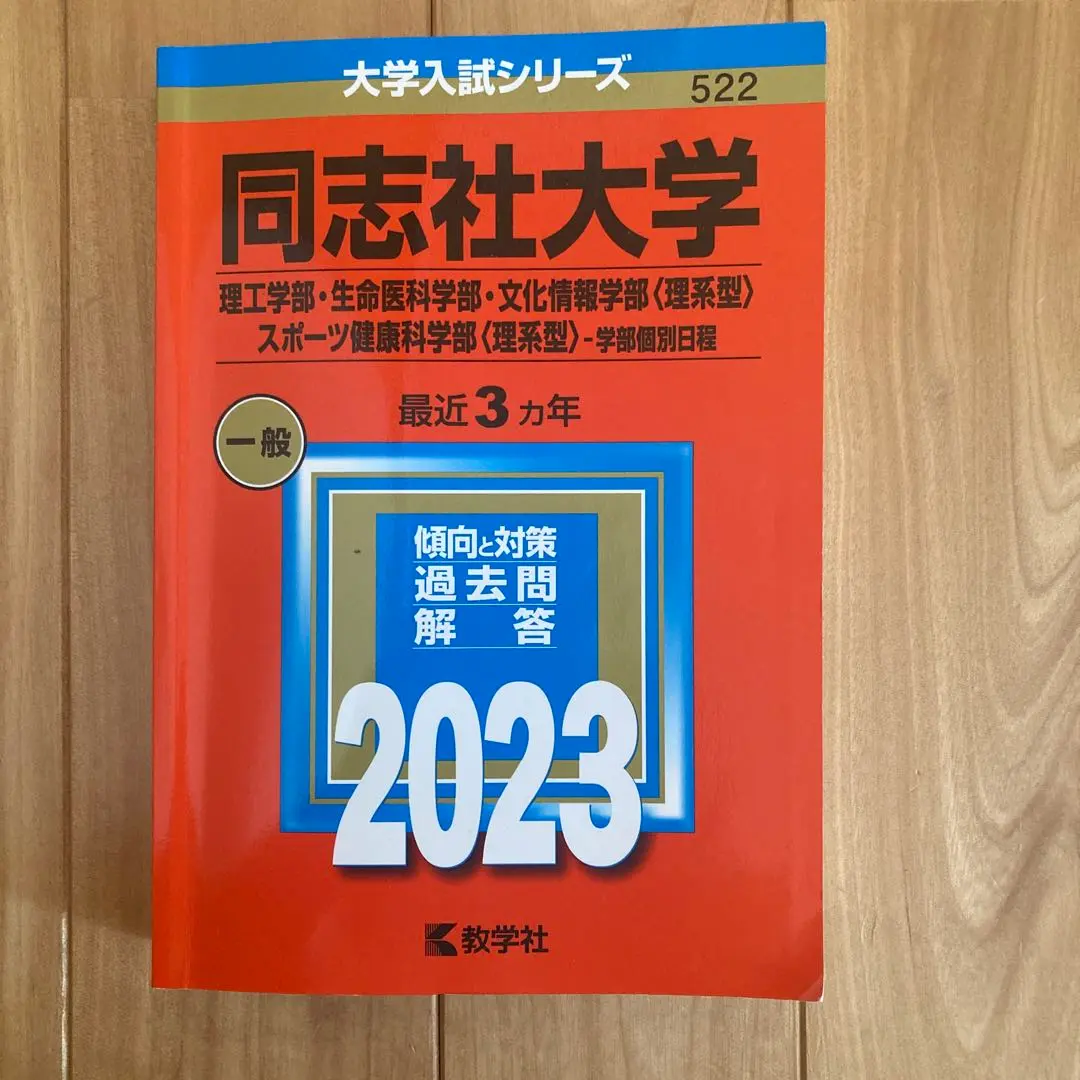 大学入試シリーズ
522
同志社大学
理工学部・生命医科学部・文化情報学部〈理系型〉
スポーツ健康科学部〈理系型〉-学部個別日程
最近3ヵ年
一般
傾向と対策
過去問
解答
2023
教学社